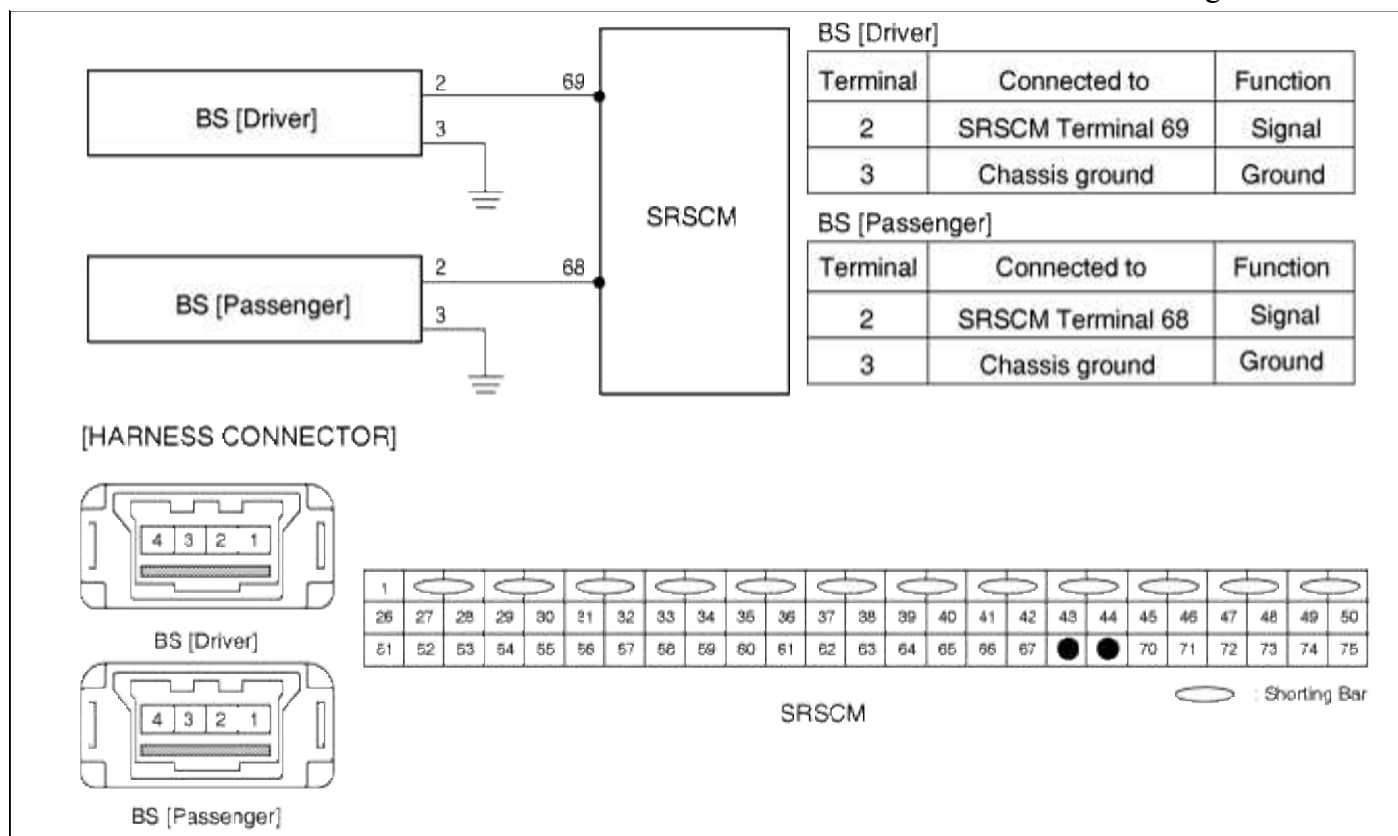 BS [Driver]
2
3
69
BS [Passenger]
2
3
68
SRSCM
BS [Driver]
Terminal Connected to Function
2 SRSCM Terminal 69 Signal
3 Chassis ground Ground
BS [Passenger]
Terminal Connected to Function
2 SRSCM Terminal 68 Signal
3 Chassis ground Ground
[HARNESS CONNECTOR]
4 3 2 1
BS [Driver]
4 3 2 1
BS [Passenger]
1
26 27 28 29 30 31 32 33 34 35 36 37 38 39 40 41 42 43 44 45 46 47 48 49 50
51 52 53 54 55 56 57 58 59 60 61 62 63 64 65 66 67 70 71 72 73 74 75
: Shorting Bar
SRSCM